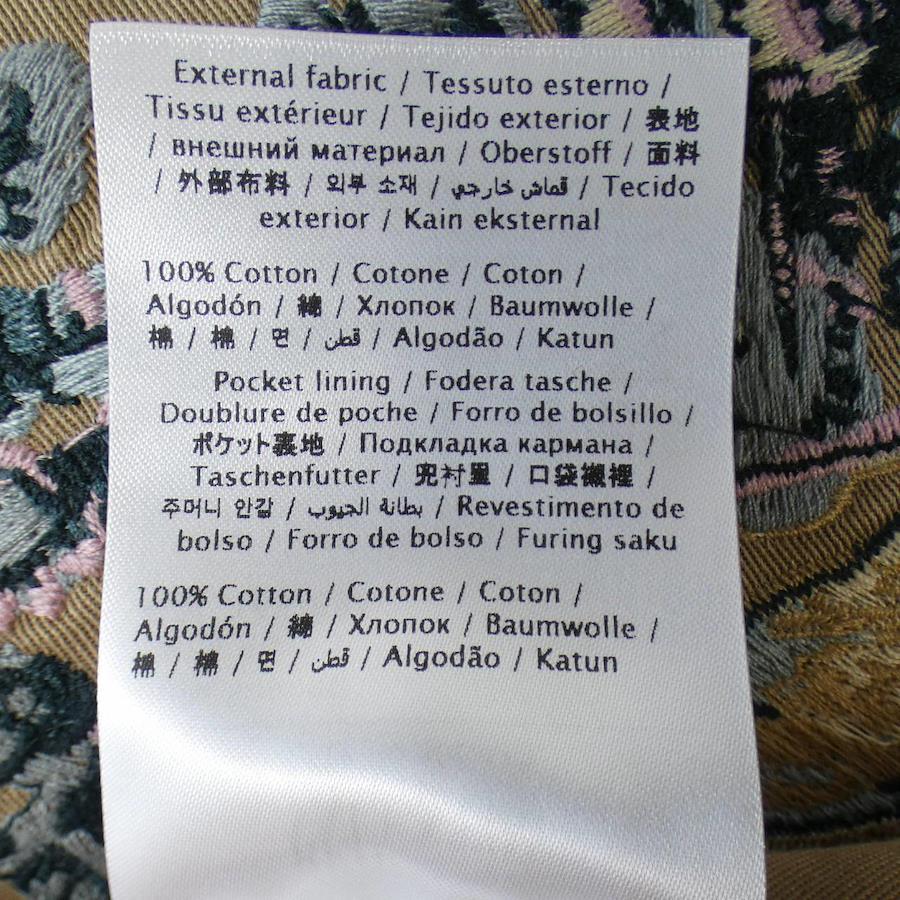 External fabric / Tessuto esterno /
Tissu extérieur / Tejido exterior / 表地
/ внешний материал / Oberstoff / 面料
/ 外部布料 / 외부 소재 / قماش خارجي / Tecido
exterior / Kain eksternal
100% Cotton / Cotone / Coton /
Algodón / 綿 / Хлопок / Baumwolle /
棉 / 棉 / 면 / قطن / Algodão / Katun
Pocket lining / Fodera tasche /
Doublure de poche / Forro de bolsillo /
ポケット裏地 / Подкладка кармана /
Taschenfutter / 兜衬里 / 口袋襯裡 /
주머니 안감 / بطانة الجيوب / Revestimento de
bolso / Forro de bolso / Furing saku
100% Cotton / Cotone / Coton /
Algodón / 綿 / Хлопок / Baumwolle /
棉 / 棉 / 면 / قطن / Algodão / Katun